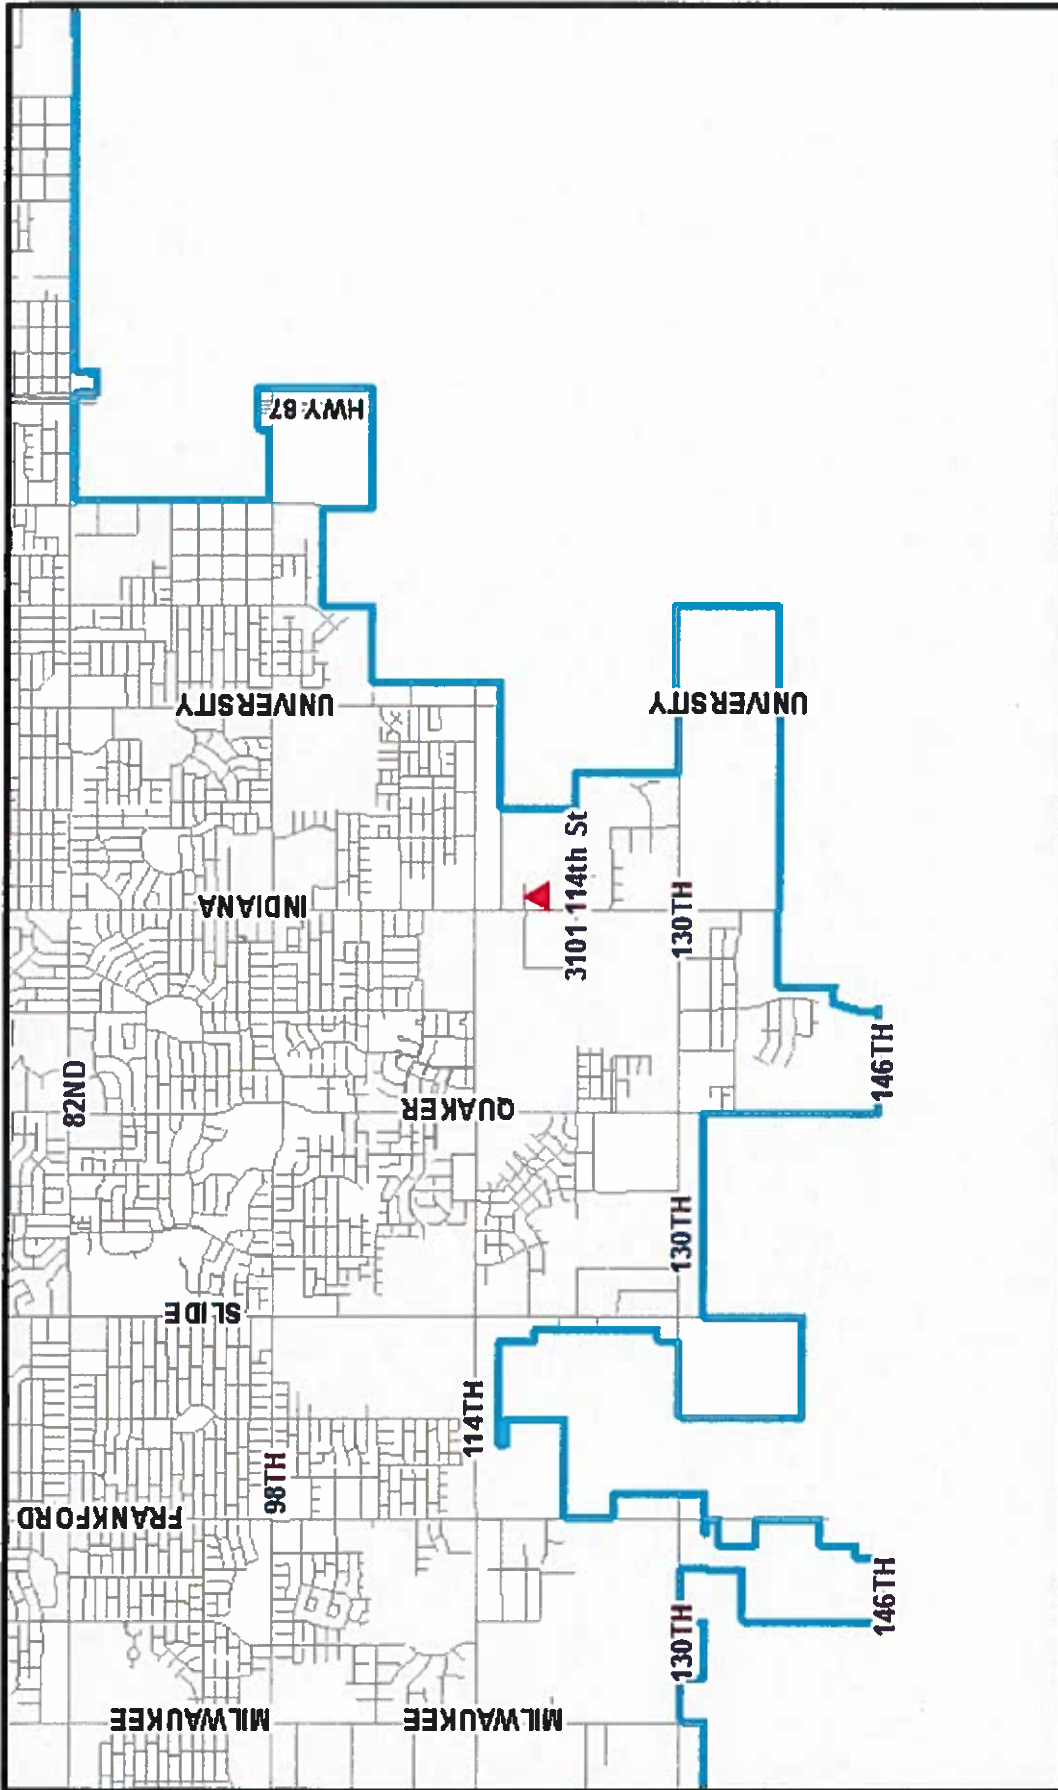 82ND
UNIVERSITY
INDIANA
QUAKER
SLIDE
FRANKFORD
MILWAUKEE
MILWAUKEE
HWY 87
98TH
114TH
3101 114th St
UNIVERSITY
130TH
130TH
130TH
146TH
146TH